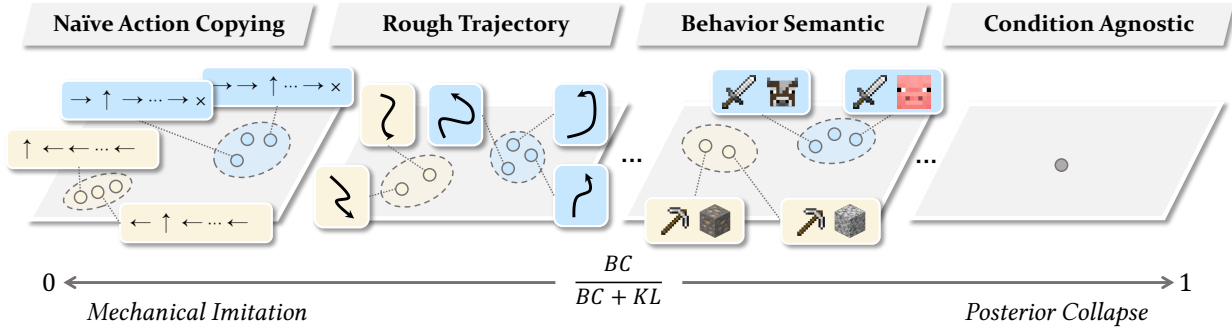 Naïve Action Copying
Rough Trajectory
Behavior Semantic
Condition Agnostic
→ → ↑ ··· → ×
→ ↑ → ··· → ×
↑ ← ← ··· ←
← ↑ ← ··· ←
...
...
0
BC
BC + KL
1
Mechanical Imitation
Posterior Collapse